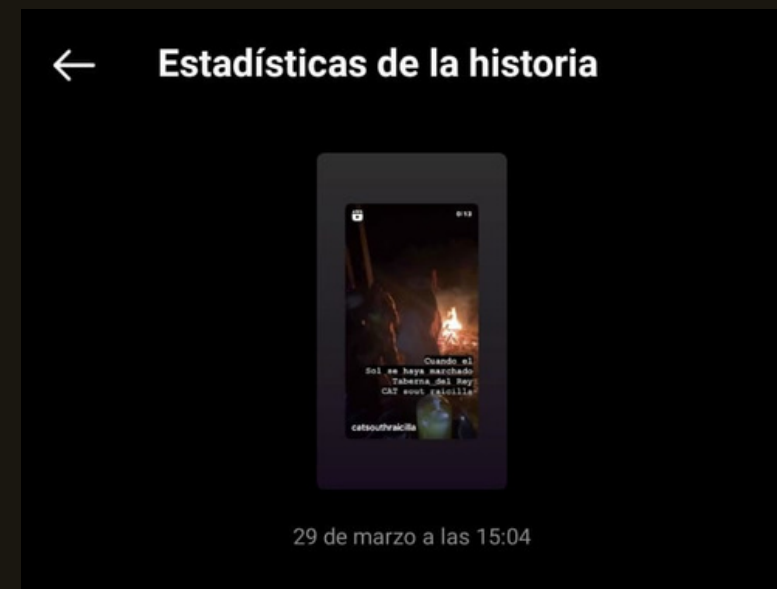 Estadísticas de la historia
0:13
Cuando el
Sol se haya marchado
Taberna del Rey
CAT sout raicilla
catsouthraicilla
29 de marzo a las 15:04